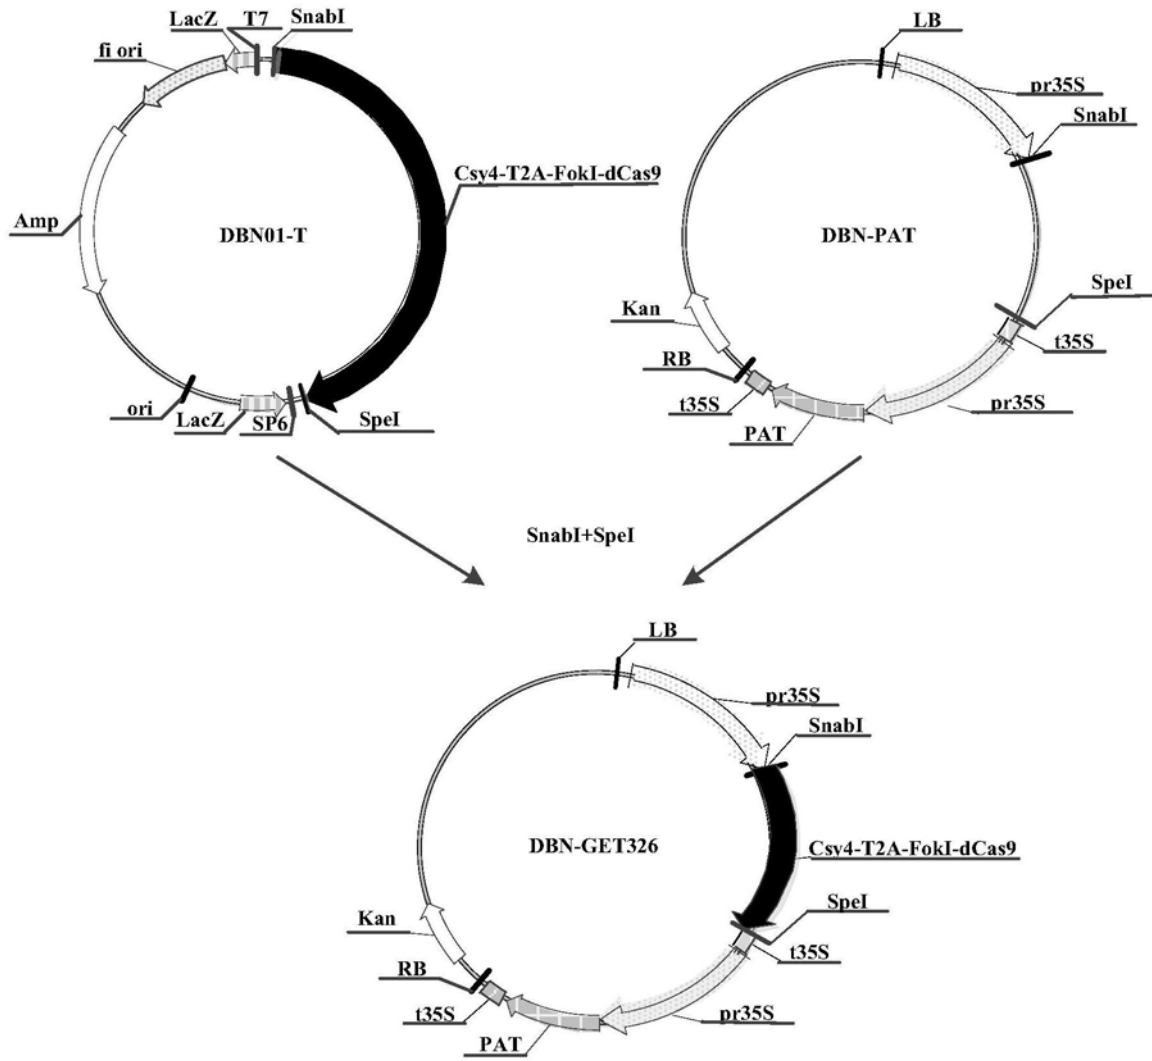 LacZ
T7
SnabI
fi ori
Csy4-T2A-FokI-dCas9
Amp
DBN01-T
ori
LacZ
SP6
SpeI
LB
pr35S
SnabI
DBN-PAT
SpeI
Kan
t35S
RB
t35S
PAT
pr35S
SnabI+SpeI
LB
pr35S
SnabI
DBN-GET326
Csy4-T2A-FokI-dCas9
SpeI
Kan
t35S
RB
t35S
PAT
pr35S